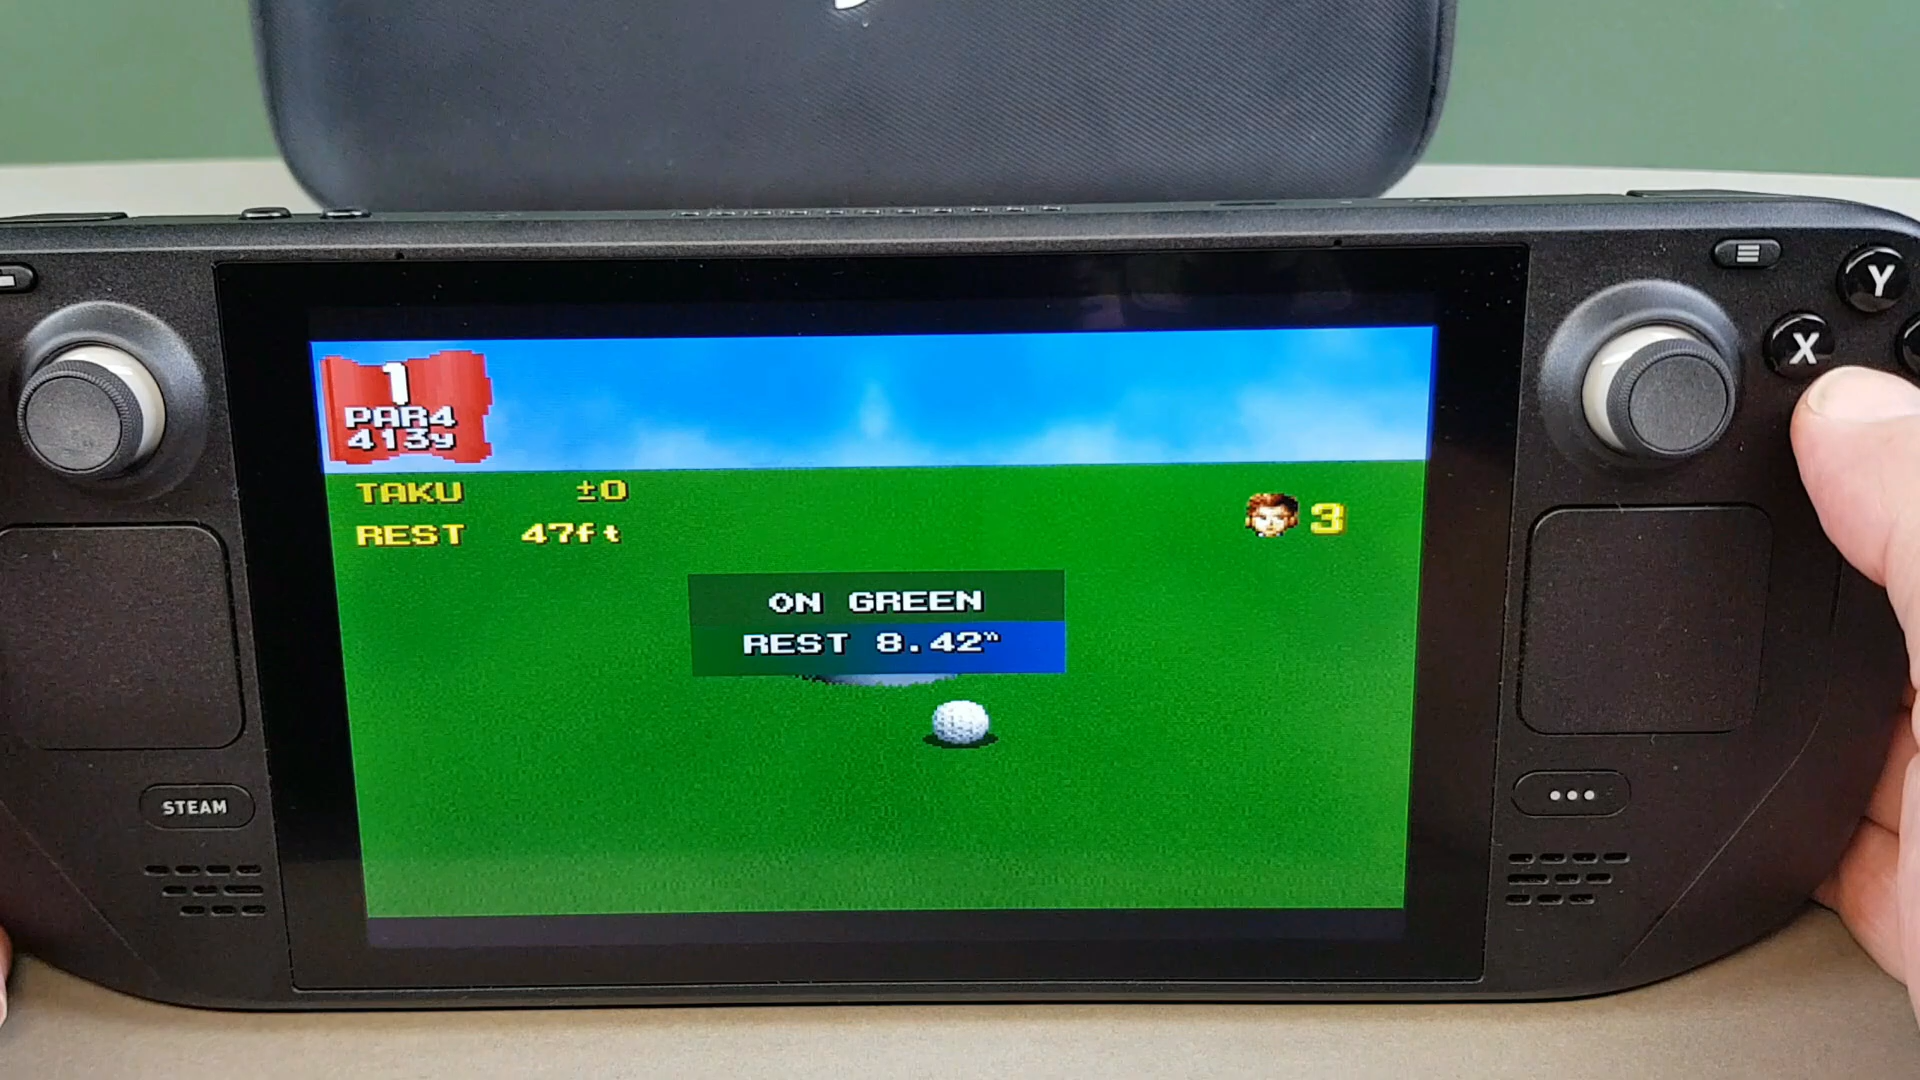 1
PAR4
413y
TAKU ±0
REST 47ft
3
ON GREEN
REST 8.42"
Y
X
STEAM